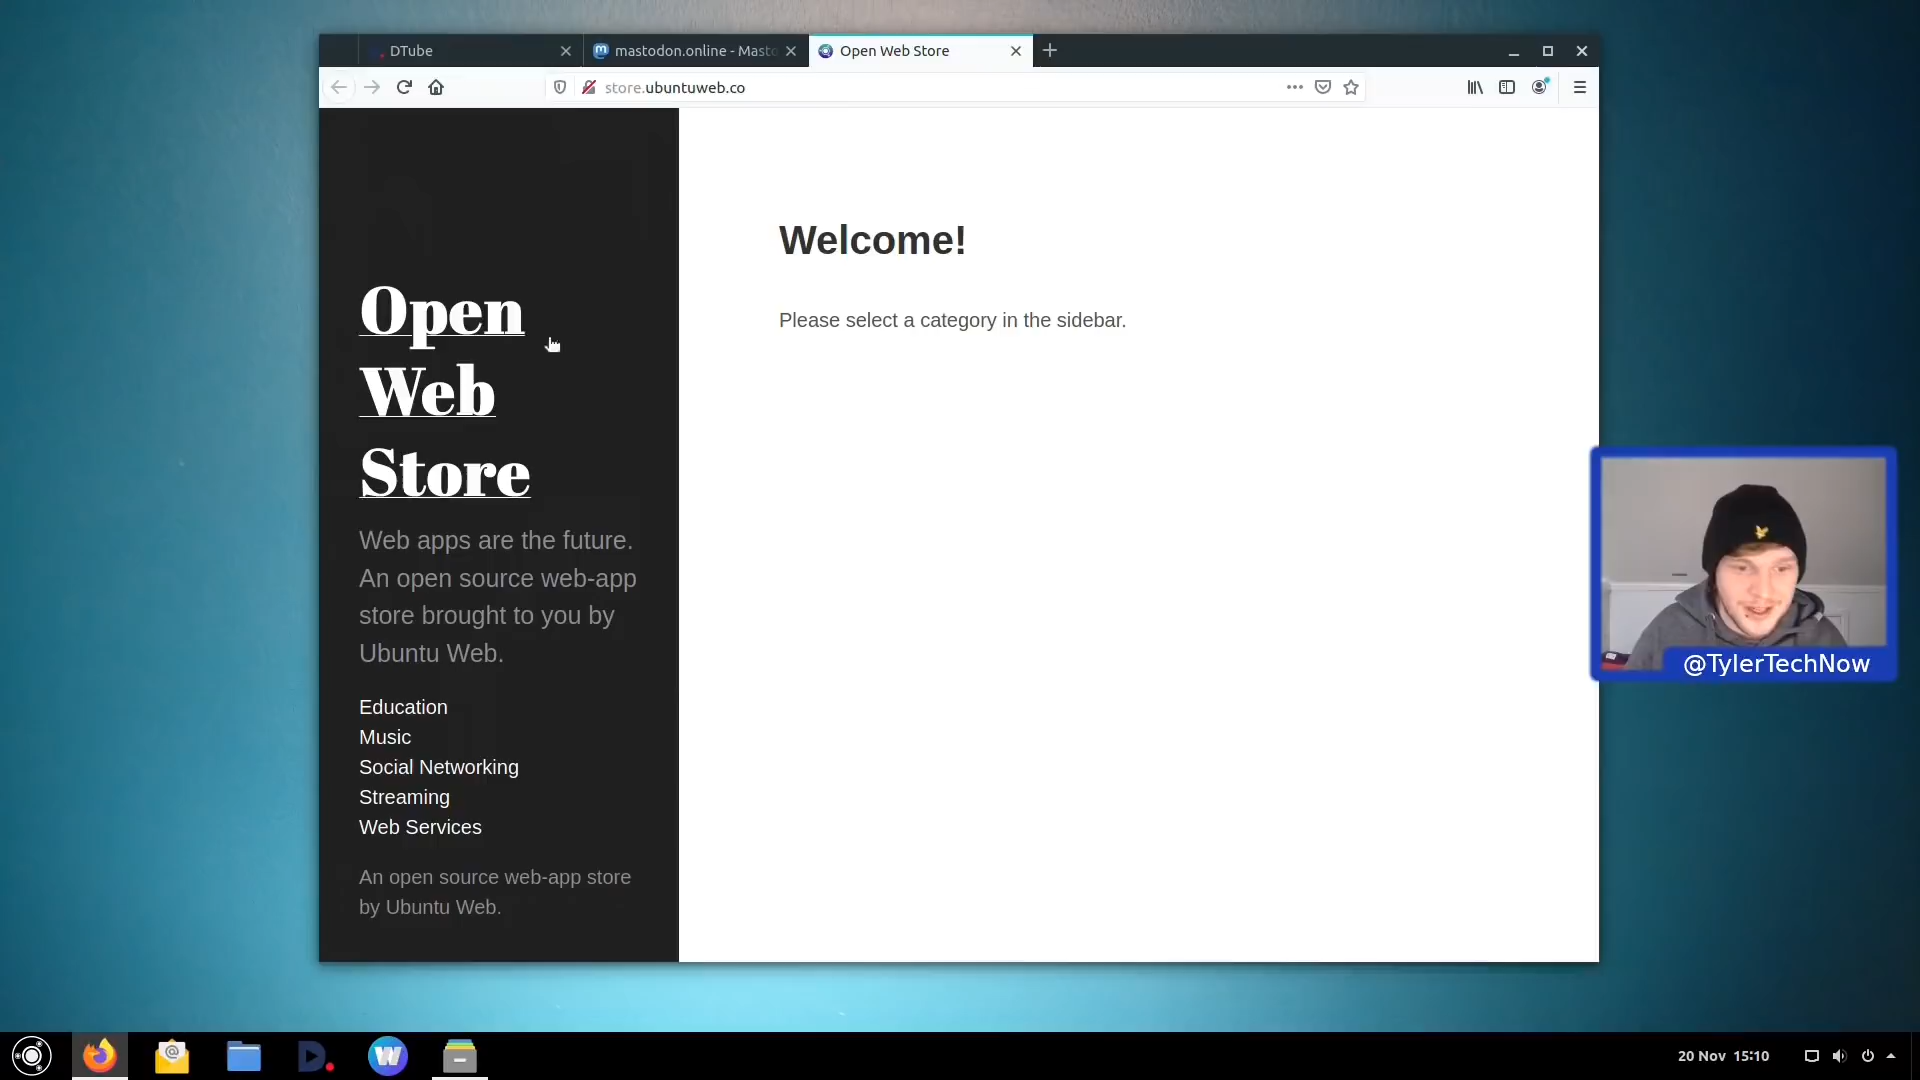 DTube
mastodon.online - Masto
Open Web Store
store.ubuntuweb.co
Open
Web
Store
Web apps are the future.
An open source web-app
store brought to you by
Ubuntu Web.
Education
Music
Social Networking
Streaming
Web Services
An open source web-app store
by Ubuntu Web.
Welcome!
Please select a category in the sidebar.
@TylerTechNow
20 Nov 15:10